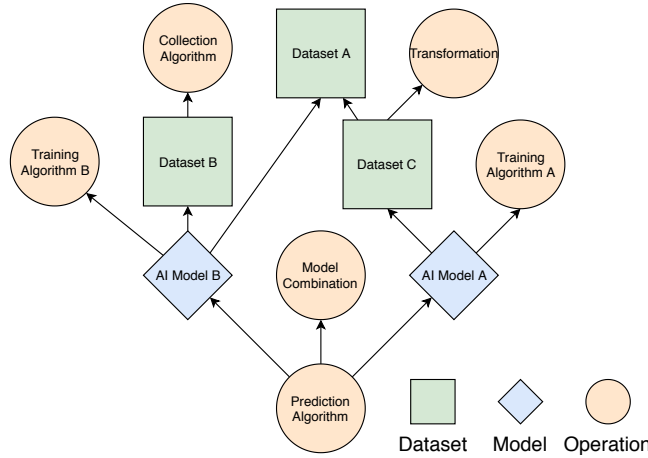 Collection
Algorithm
Dataset A
Transformation
Training
Algorithm B
Dataset B
Dataset C
Training
Algorithm A
AI Model B
Model
Combination
AI Model A
Prediction
Algorithm
Dataset
Model
Operation